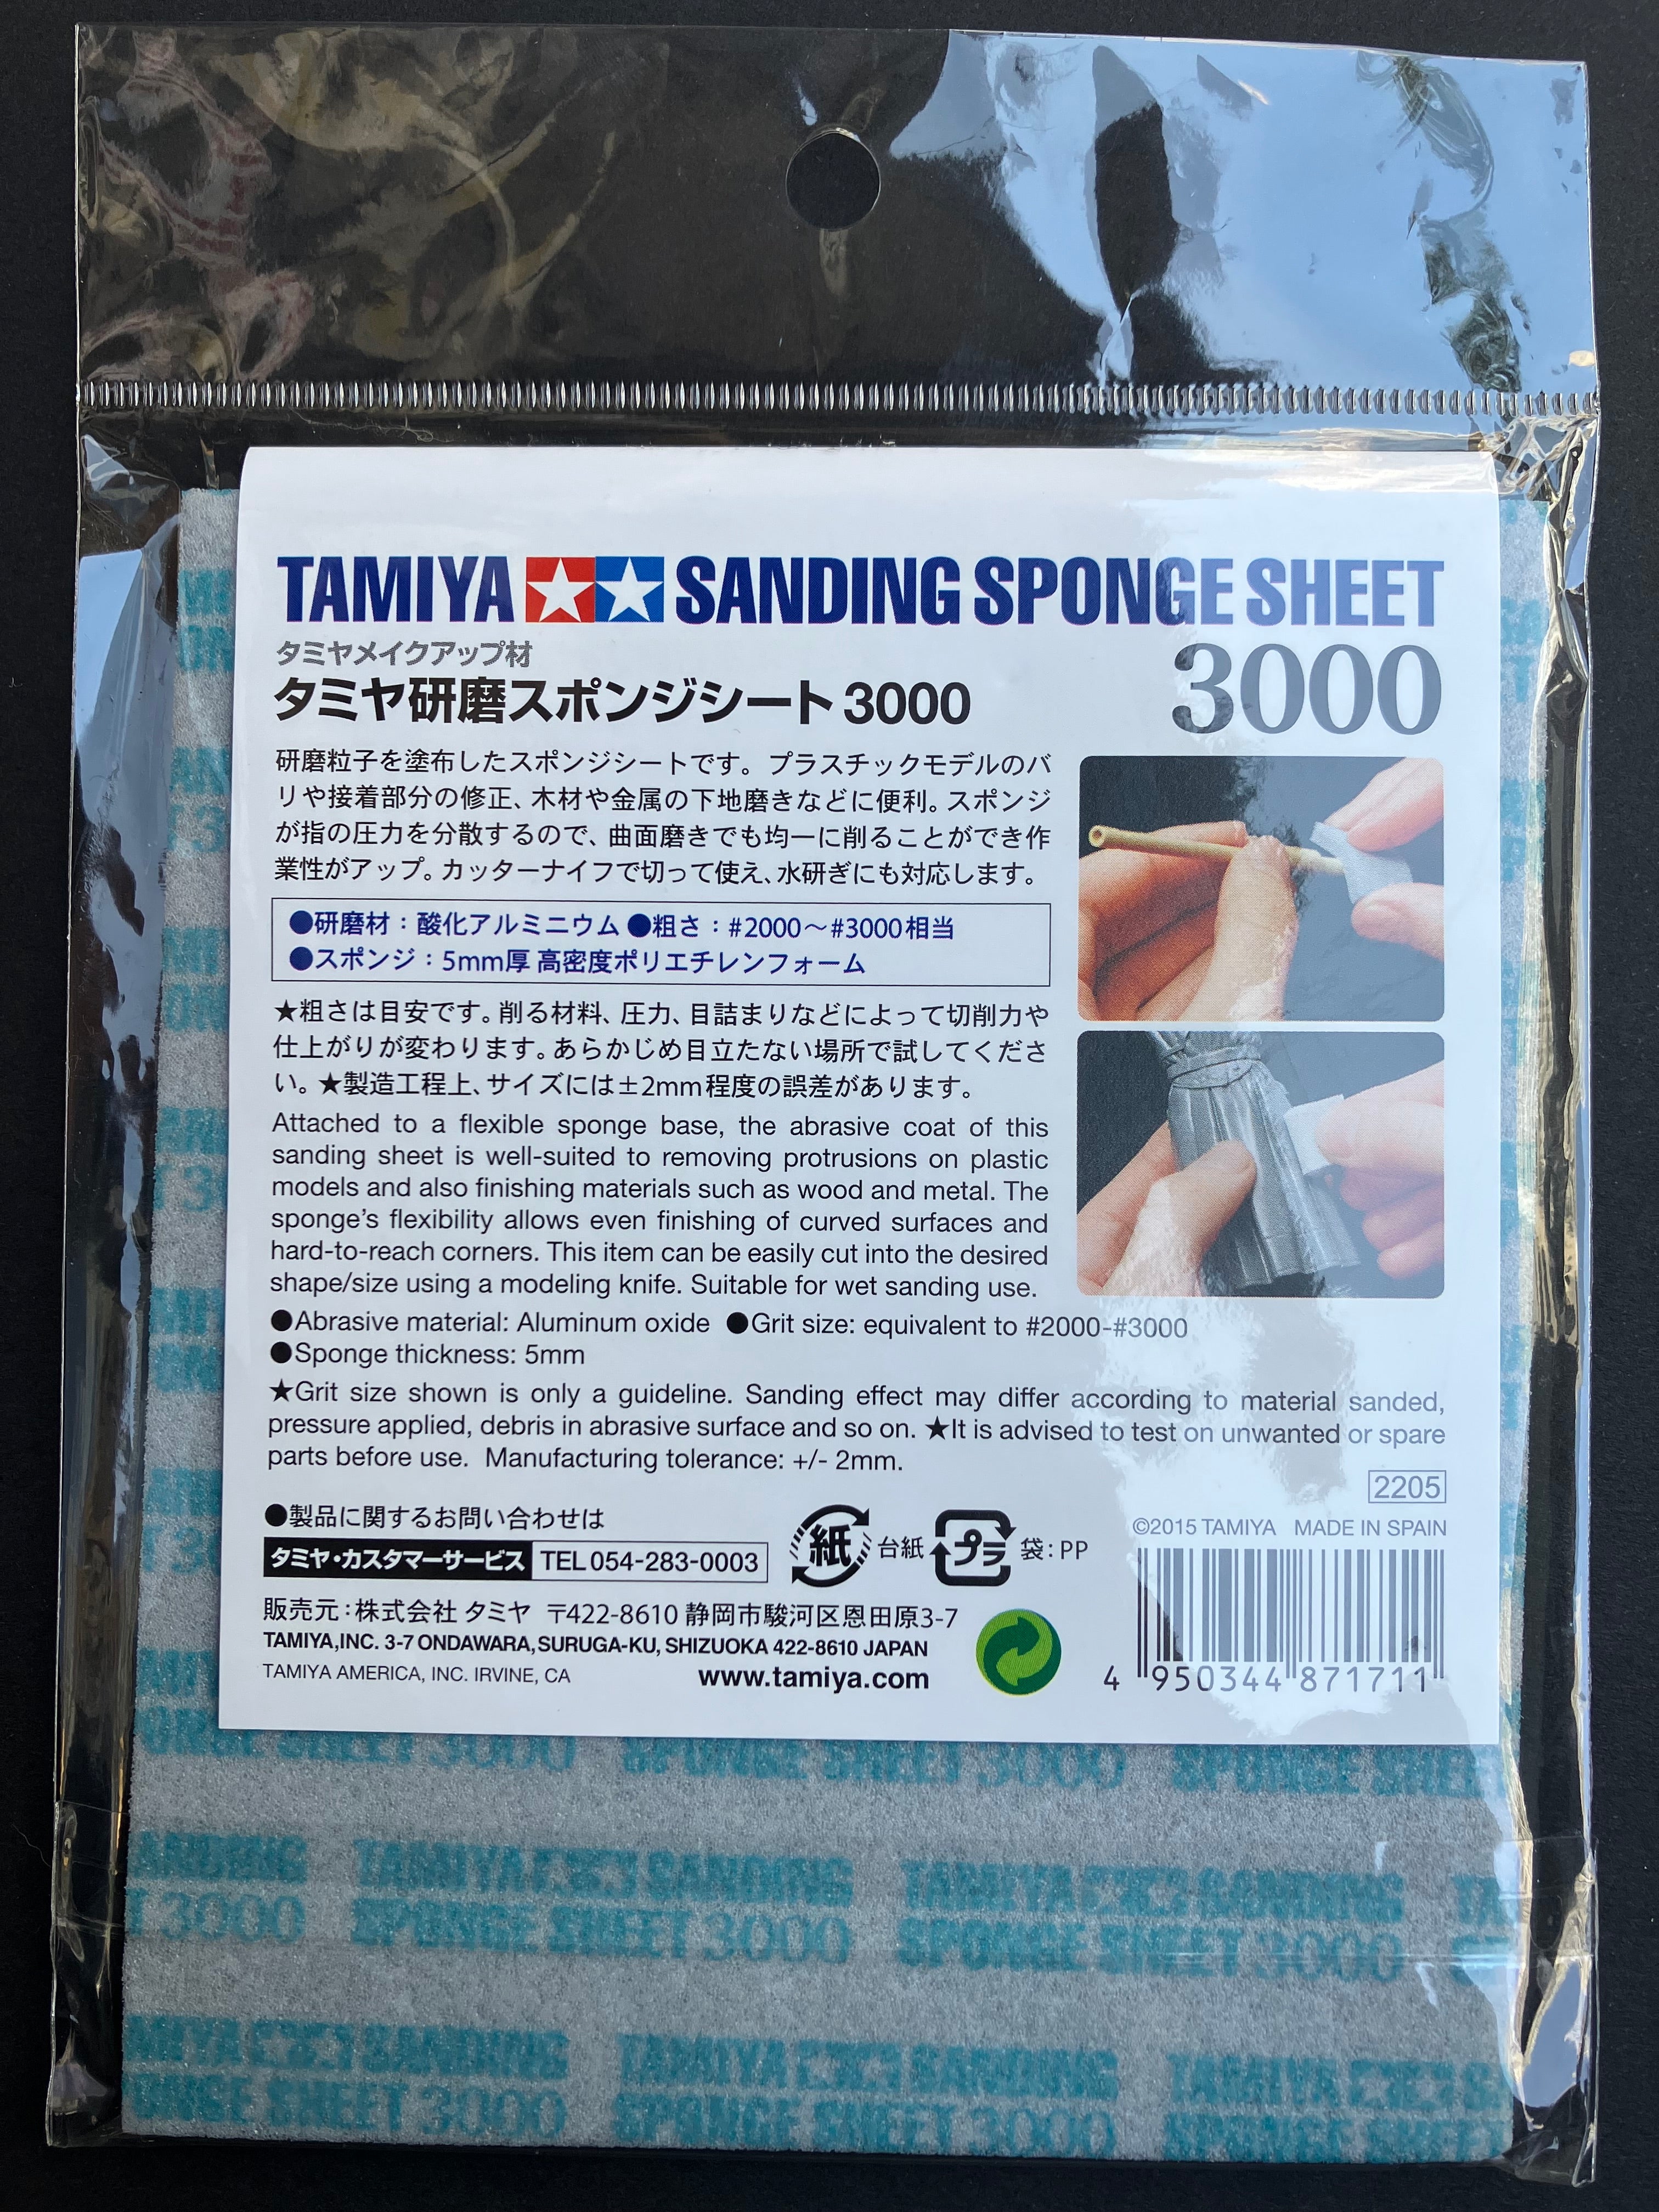 TAMIYA SANDING SPONGE SHEET
タミヤメイクアップ材
タミヤ研磨スポンジシート3000
3000
研磨粒子を塗布したスポンジシートです。プラスチックモデルのバ
リや接着部分の修正、木材や金属の下地磨きなどに便利。スポンジ
が指の圧力を分散するので、曲面磨きでも均一に削ることができ作
業性がアップ。カッターナイフで切って使え、水研ぎにも対応します。
●研磨材：酸化アルミニウム ●粗さ：#2000〜#3000相当
●スポンジ：5mm厚 高密度ポリエチレンフォーム
★粗さは目安です。削る材料、圧力、目詰まりなどによって切削力や
仕上がりが変わります。あらかじめ目立たない場所で試してくださ
い。★製造工程上、サイズには±2mm程度の誤差があります。
Attached to a flexible sponge base, the abrasive coat of this
sanding sheet is well-suited to removing protrusions on plastic
models and also finishing materials such as wood and metal. The
sponge's flexibility allows even finishing of curved surfaces and
hard-to-reach corners. This item can be easily cut into the desired
shape/size using a modeling knife. Suitable for wet sanding use.
●Abrasive material: Aluminum oxide ●Grit size: equivalent to #2000-#3000
●Sponge thickness: 5mm
★Grit size shown is only a guideline. Sanding effect may differ according to material sanded,
pressure applied, debris in abrasive surface and so on. ★It is advised to test on unwanted or spare
parts before use. Manufacturing tolerance: +/- 2mm.
2205
●製品に関するお問い合わせは
タミヤ・カスタマーサービス TEL 054-283-0003
紙 台紙 プラ 袋：PP
©2015 TAMIYA MADE IN SPAIN
販売元：株式会社 タミヤ 〒422-8610 静岡市駿河区恩田原3-7
TAMIYA,INC. 3-7 ONDAWARA, SURUGA-KU, SHIZUOKA 422-8610 JAPAN
TAMIYA AMERICA, INC. IRVINE, CA www.tamiya.com
4 950344 871711
SHEET 3000 SPONGE SHEET 3000 SPONGE SHEET
TAMIYA SANDING TAMIYA SANDING
3000 SPONGE SHEET 3000 SPONGE SHEET 3000
SANDING TAMIYA SANDING TAMIYA
3000 SPONGE SHEET 3000 SPONGE SHEET